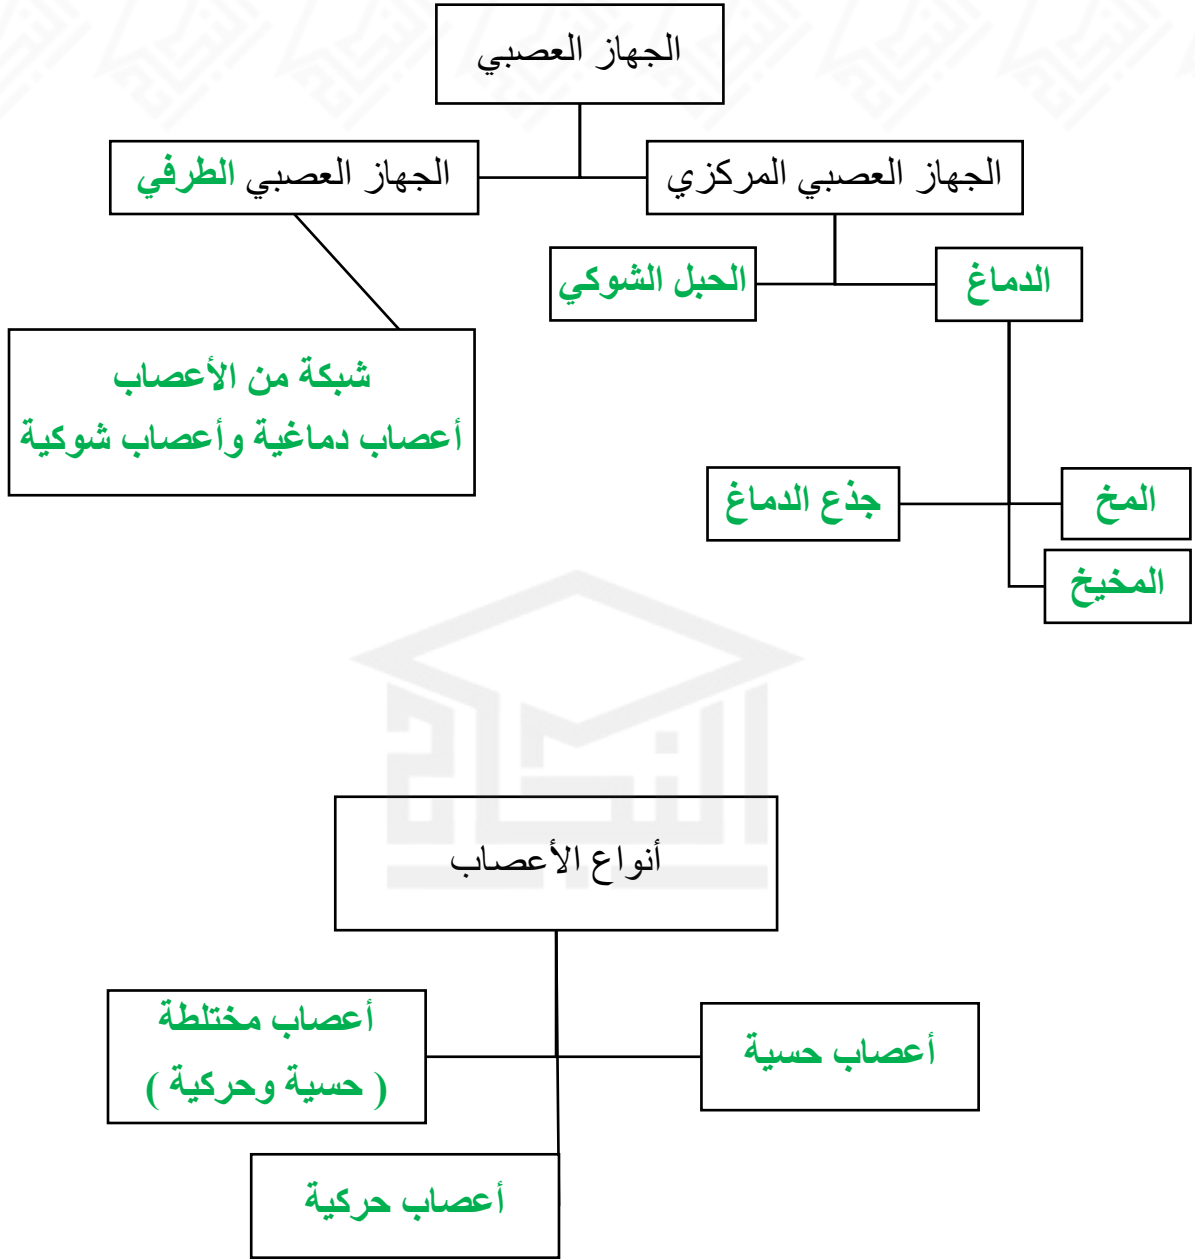 الجهاز العصبي
الجهاز العصبي المركزي
الجهاز العصبي الطرفي
الدماغ
الحبل الشوكي
شبكة من الأعصاب
أعصاب دماغية وأعصاب شوكية
المخ
جذع الدماغ
المخيخ
النجاح
أنواع الأعصاب
أعصاب حسية
أعصاب مختلطة
( حسية وحركية )
أعصاب حركية